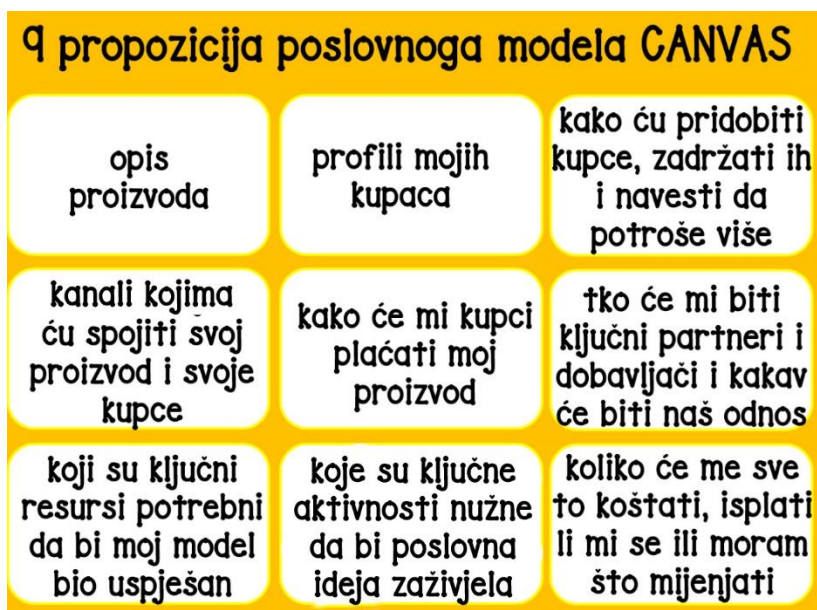 9 propozicija poslovnoga modela CANVAS
opis
proizvoda
profili mojih
kupaca
kako ću pridobiti
kupce, zadržati ih
i navesti da
potroše više
kanali kojima
ću spojiti svoj
proizvod i svoje
kupce
kako će mi kupci
plaćati moj
proizvod
tko će mi biti
ključni partneri i
dobavljači i kakav
će biti naš odnos
koji su ključni
resursi potrebni
da bi moj model
bio uspješan
koje su ključne
aktivnosti nužne
da bi poslovna
ideja zaživjela
koliko će me sve
to koštati, isplati
li mi se ili moram
što mijenjati